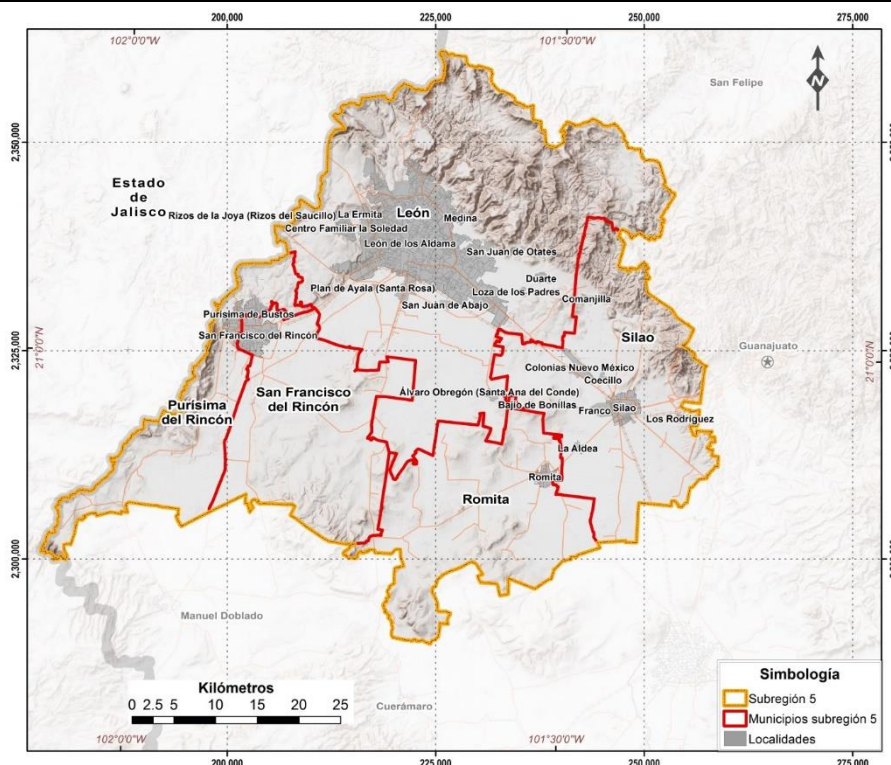 200,000 225,000 250,000 275,000
102°0'0"W 101°30'0"W
San Felipe
N
2,350,000
Estado
de
Jalisco
Rizos de la Joya (Rizos del Saucillo)
La Ermita
León
Medina
Centro Familiar la Soledad
León de los Aldama
San Juan de Otates
Duarte
Plan de Ayala (Santa Rosa)
Loza de los Padres
San Juan de Abajo
Comanjilla
Purísima de Bustos
San Francisco del Rincón
Silao
Guanajuato
2,325,000
21°0'0"N
21°0'0"N
Colonias Nuevo México
Coecillo
Purísima
del Rincón
San Francisco
del Rincón
Álvaro Obregón (Santa Ana del Conde)
Bajío de Bonillas
Franco
Silao
Los Rodríguez
La Aldea
Romita
Romita
2,300,000
Manuel Doblado
Cuerámaro
Kilómetros
0 2.5 5 10 15 20 25
Simbología
Subregión 5
Municipios subregión 5
Localidades
102°0'0"W 101°30'0"W
200,000 225,000 250,000 275,000